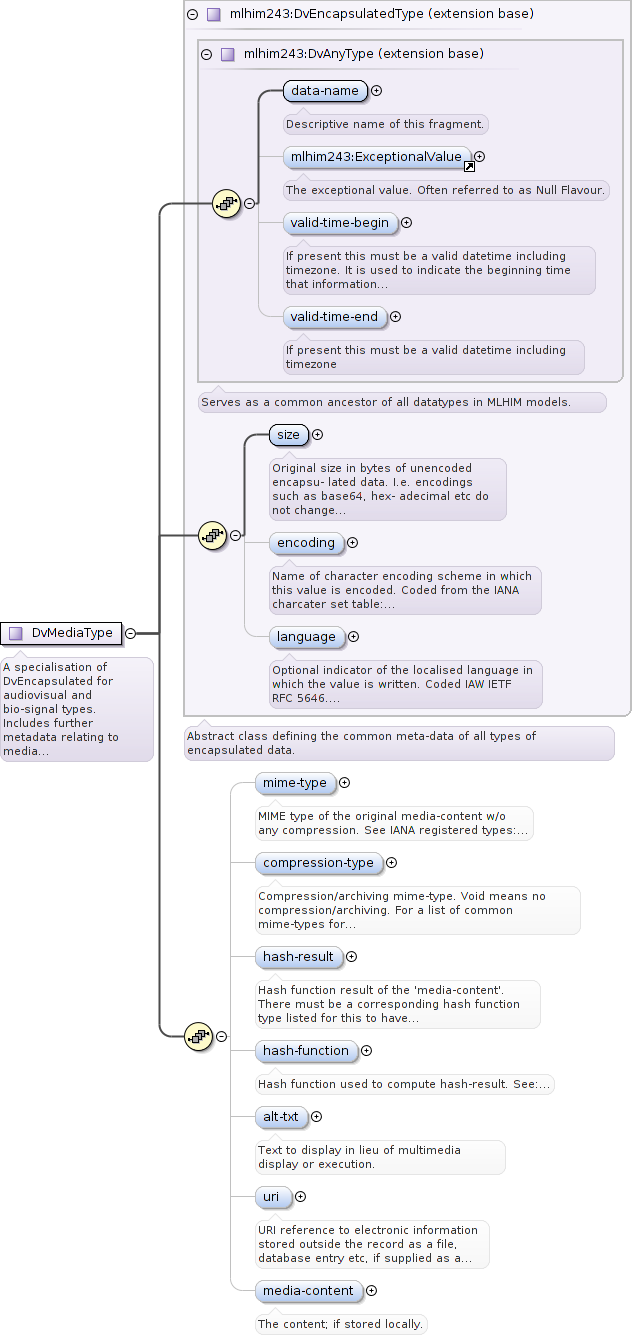 mlhim243:DvEncapsulatedType (extension base)
mlhim243:DvAnyType (extension base)
data-name
Descriptive name of this fragment.
mlhim243:ExceptionalValue
The exceptional value. Often referred to as Null Flavour.
valid-time-begin
If present this must be a valid datetime including
timezone. It is used to indicate the beginning time
that information...
valid-time-end
If present this must be a valid datetime including
timezone
Serves as a common ancestor of all datatypes in MLHIM models.
size
Original size in bytes of unencoded
encapsu- lated data. I.e. encodings
such as base64, hex- adecimal etc do
not change...
encoding
Name of character encoding scheme in which
this value is encoded. Coded from the IANA
charcater set table:...
language
Optional indicator of the localised language in
which the value is written. Coded IAW IETF
RFC 5646....
Abstract class defining the common meta-data of all types of
encapsulated data.
DvMediaType
A specialisation of
DvEncapsulated for
audiovisual and
bio-signal types.
Includes further
metadata relating to
media...
mime-type
MIME type of the original media-content w/o
any compression. See IANA registered types:...
compression-type
Compression/archiving mime-type. Void means no
compression/archiving. For a list of common
mime-types for...
hash-result
Hash function result of the 'media-content'.
There must be a corresponding hash function
type listed for this to have...
hash-function
Hash function used to compute hash-result. See:...
alt-txt
Text to display in lieu of multimedia
display or execution.
uri
URI reference to electronic information
stored outside the record as a file,
database entry etc, if supplied as a...
media-content
The content; if stored locally.